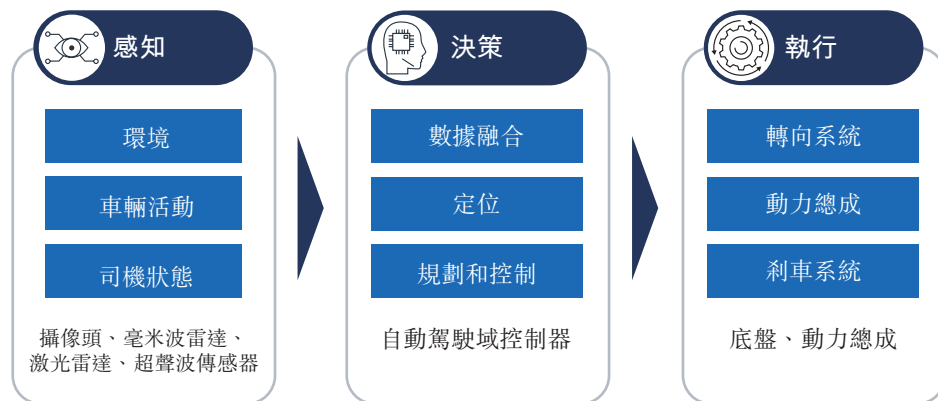 感知
環境
車輛活動
司機狀態
攝像頭、毫米波雷達、
激光雷達、超聲波傳感器
決策
數據融合
定位
規劃和控制
自動駕駛域控制器
執行
轉向系統
動力總成
剎車系統
底盤、動力總成